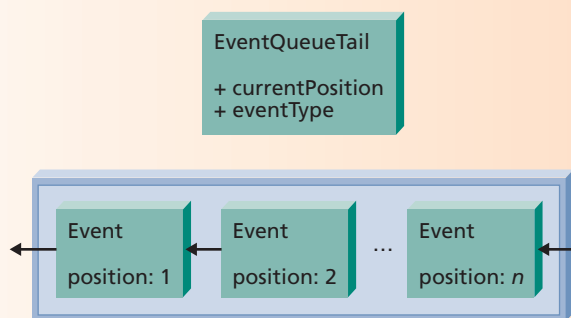 EventQueueTail
+ currentPosition
+ eventType
Event
position: 1
Event
position: 2
...
Event
position: n